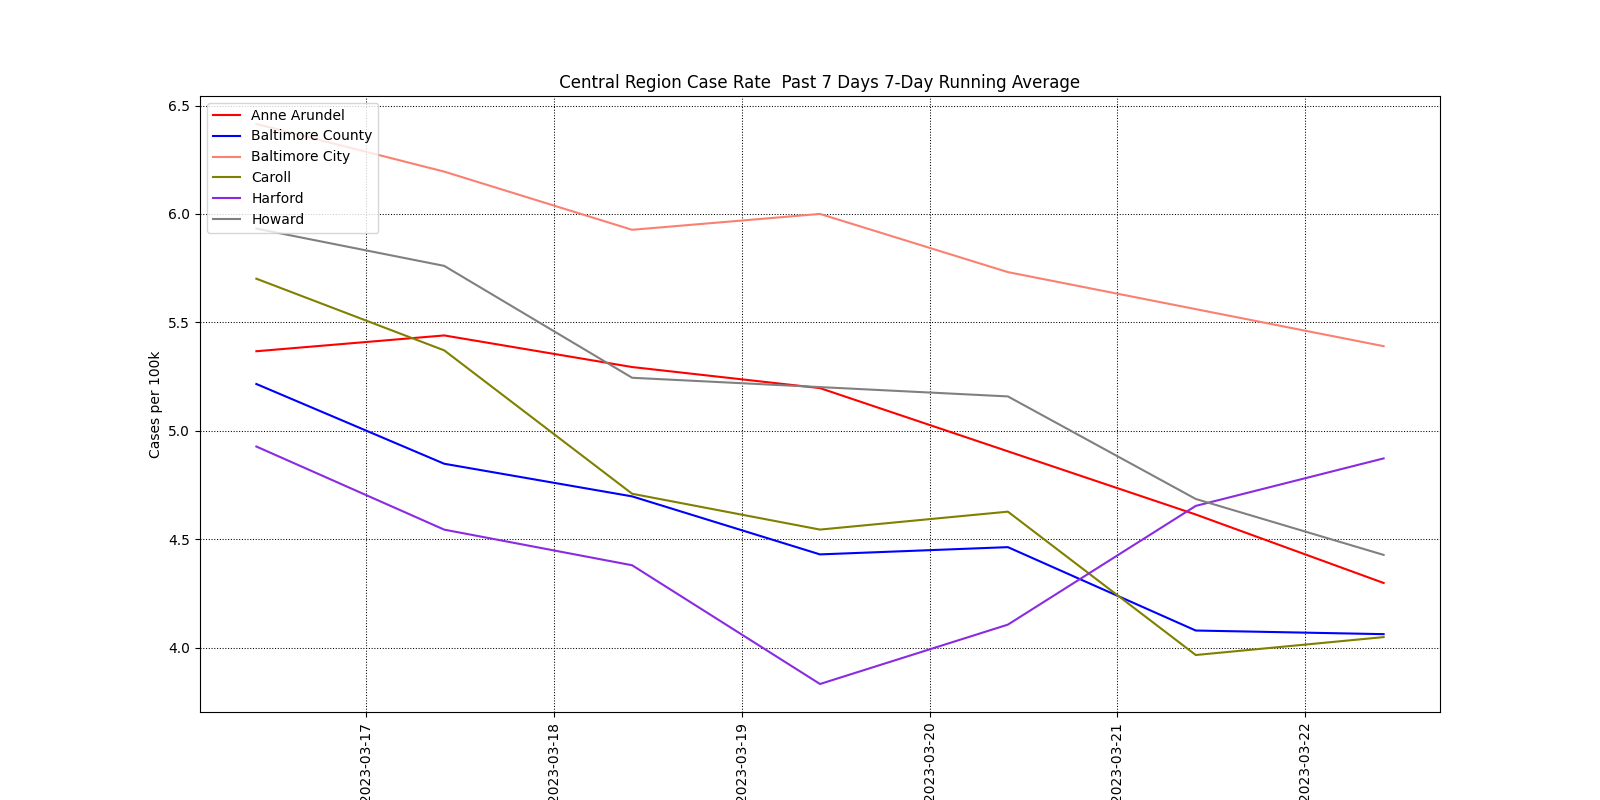 Central Region Case Rate  Past 7 Days 7-Day Running Average
Anne Arundel
Baltimore County
Baltimore City
Caroll
Harford
Howard
Cases per 100k
6.5
6.0
5.5
5.0
4.5
4.0
2023-03-17
2023-03-18
2023-03-19
2023-03-20
2023-03-21
2023-03-22